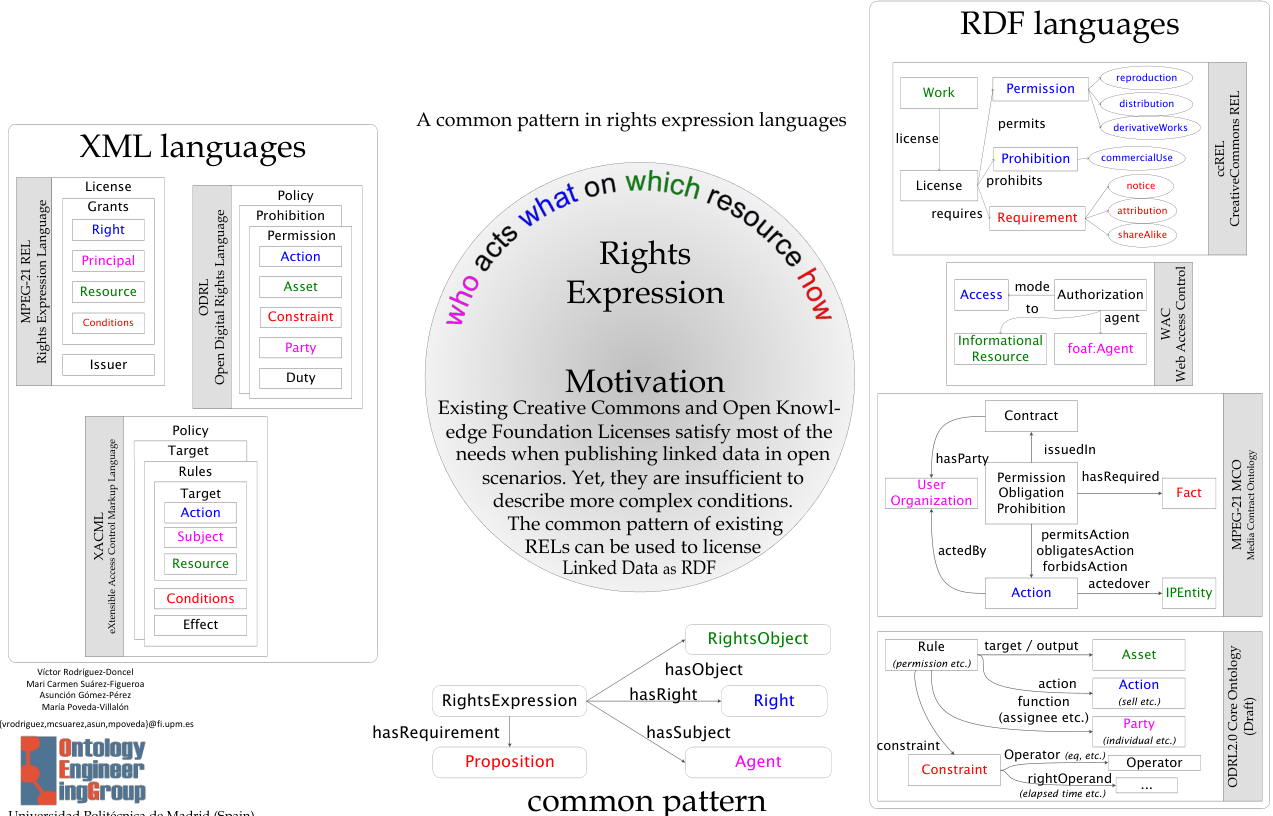 RDF languages
A common pattern in rights expression languages
XML languages
MPEG-21 REL
Rights Expression Language
License
Grants
Right
Principal
Resource
Conditions
Issuer
ODRL
Open Digital Rights Language
Policy
Prohibition
Permission
Action
Asset
Constraint
Party
Duty
XACML
eXtensible Access Control Markup Language
Policy
Target
Rules
Target
Action
Subject
Resource
Conditions
Effect
Víctor Rodríguez-Doncel
Mari Carmen Suárez-Figueroa
Asunción Gómez-Pérez
María Poveda-Villalón
{vrodriguez,mcsuarez,asun,mpoveda}@fi.upm.es
Ontology
Engineer
ingGroup
Universidad Politécnica de Madrid (Spain)
who acts what on which resource how
Rights
Expression
Motivation
Existing Creative Commons and Open Knowl-
edge Foundation Licenses satisfy most of the
needs when publishing linked data in open
scenarios. Yet, they are insufficient to
describe more complex conditions.
The common pattern of existing
RELs can be used to license
Linked Data as RDF
RightsObject
hasObject
RightsExpression
hasRight
Right
hasRequirement
hasSubject
Proposition
Agent
common pattern
Work
Permission
reproduction
distribution
derivativeWorks
license
permits
Prohibition
commercialUse
License
prohibits
notice
requires
Requirement
attribution
shareAlike
ccREL
CreativeCommons REL
Access
mode
Authorization
to
agent
Informational
Resource
foaf:Agent
WAC
Web Access Control
Contract
issuedIn
hasParty
User
Organization
Permission
Obligation
Prohibition
hasRequired
Fact
permitsAction
obligatesAction
forbidsAction
actedBy
Action
actedover
IPEntity
MPEG-21 MCO
Media Contract Ontology
Rule
(permission etc.)
target / output
Asset
action
Action
(sell etc.)
function
(assignee etc.)
Party
(individual etc.)
constraint
Constraint
Operator (eq, etc.)
Operator
rightOperand
(elapsed time etc.)
...
ODRL2.0 Core Ontology
(Draft)